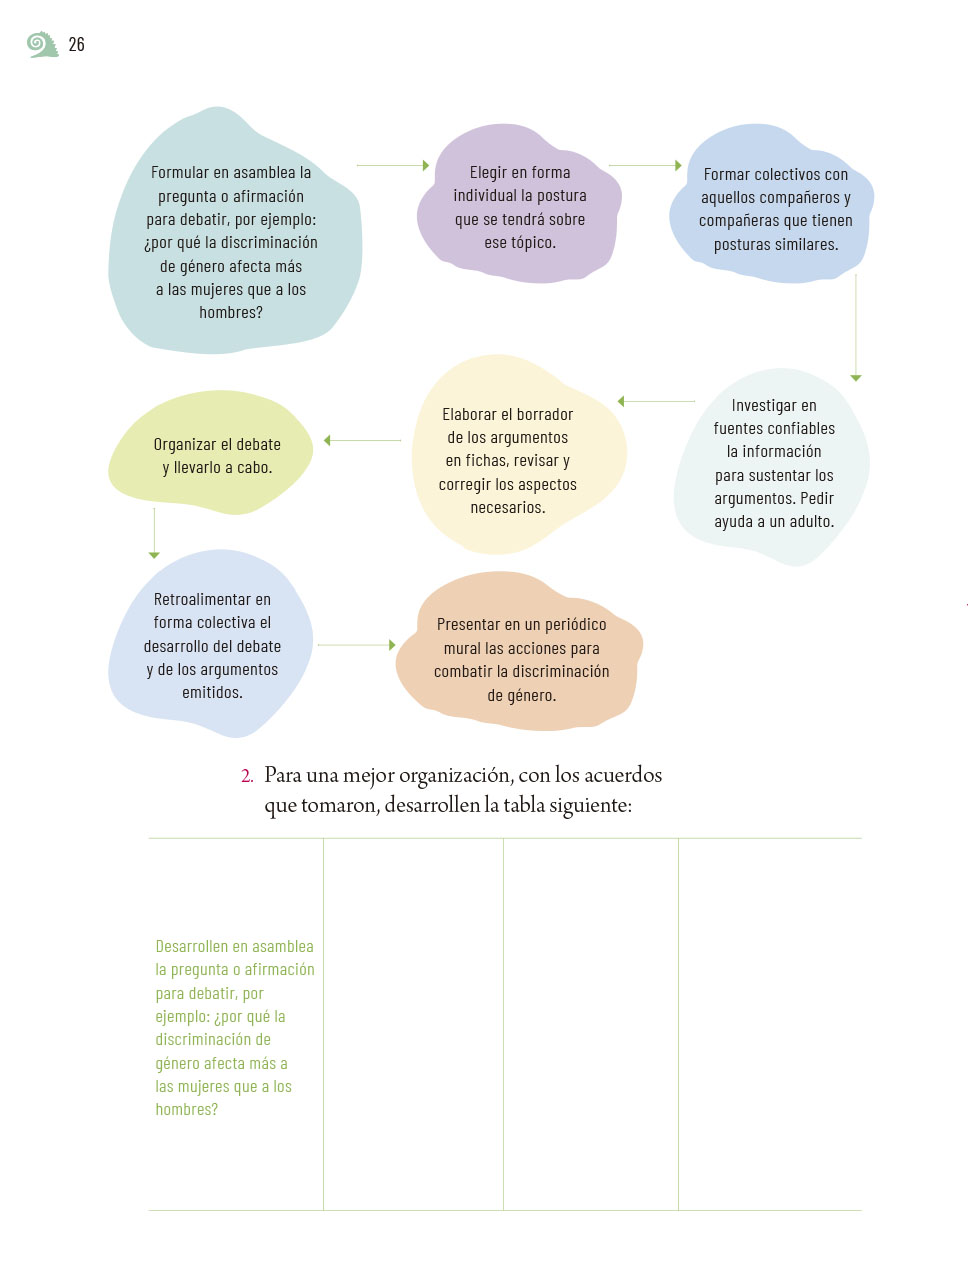 26
Formular en asamblea la
pregunta o afirmación
para debatir, por ejemplo:
¿por qué la discriminación
de género afecta más
a las mujeres que a los
hombres?
Elegir en forma
individual la postura
que se tendrá sobre
ese tópico.
Formar colectivos con
aquellos compañeros y
compañeras que tienen
posturas similares.
Investigar en
fuentes confiables
la información
para sustentar los
argumentos. Pedir
ayuda a un adulto.
Elaborar el borrador
de los argumentos
en fichas, revisar y
corregir los aspectos
necesarios.
Organizar el debate
y llevarlo a cabo.
Retroalimentar en
forma colectiva el
desarrollo del debate
y de los argumentos
emitidos.
Presentar en un periódico
mural las acciones para
combatir la discriminación
de género.
2. Para una mejor organización, con los acuerdos
que tomaron, desarrollen la tabla siguiente:
Desarrollen en asamblea
la pregunta o afirmación
para debatir, por
ejemplo: ¿por qué la
discriminación de
género afecta más a
las mujeres que a los
hombres?